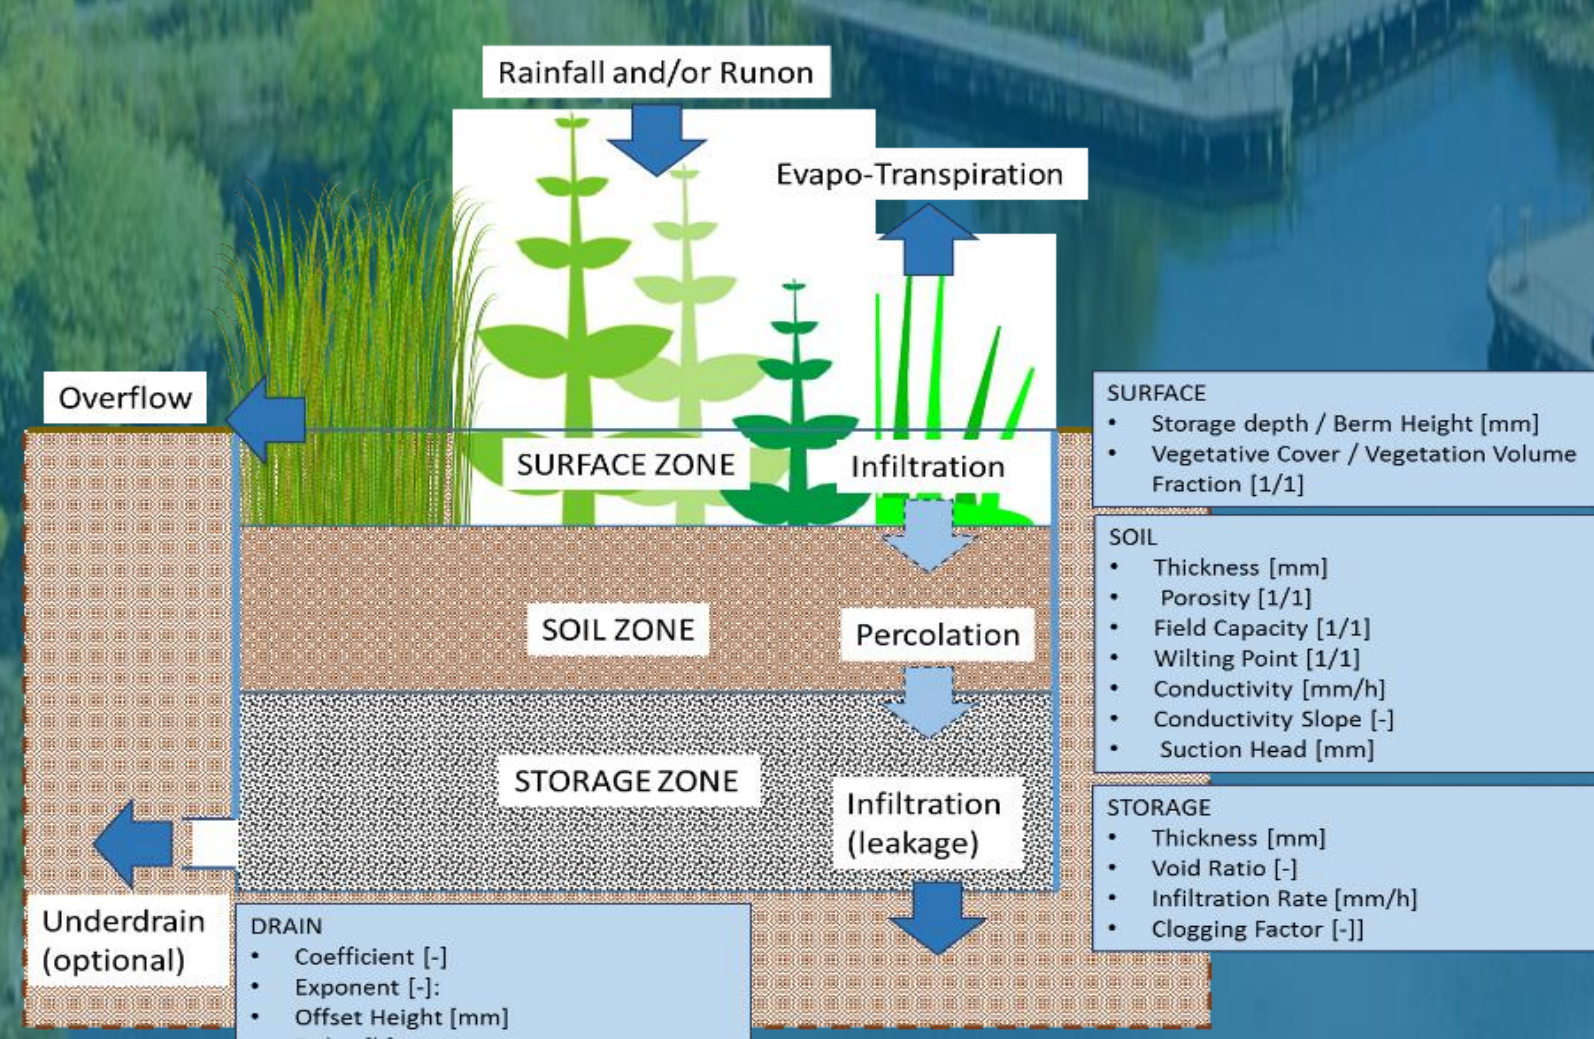 Rainfall and/or Runon
Evapo-Transpiration
Overflow
SURFACE ZONE
Infiltration
SOIL ZONE
Percolation
STORAGE ZONE
Infiltration
(leakage)
Underdrain
(optional)
SURFACE
• Storage depth / Berm Height [mm]
• Vegetative Cover / Vegetation Volume
Fraction [1/1]
SOIL
• Thickness [mm]
• Porosity [1/1]
• Field Capacity [1/1]
• Wilting Point [1/1]
• Conductivity [mm/h]
• Conductivity Slope [-]
• Suction Head [mm]
STORAGE
• Thickness [mm]
• Void Ratio [-]
• Infiltration Rate [mm/h]
• Clogging Factor [-]]
DRAIN
• Coefficient [-]
• Exponent [-]:
• Offset Height [mm]